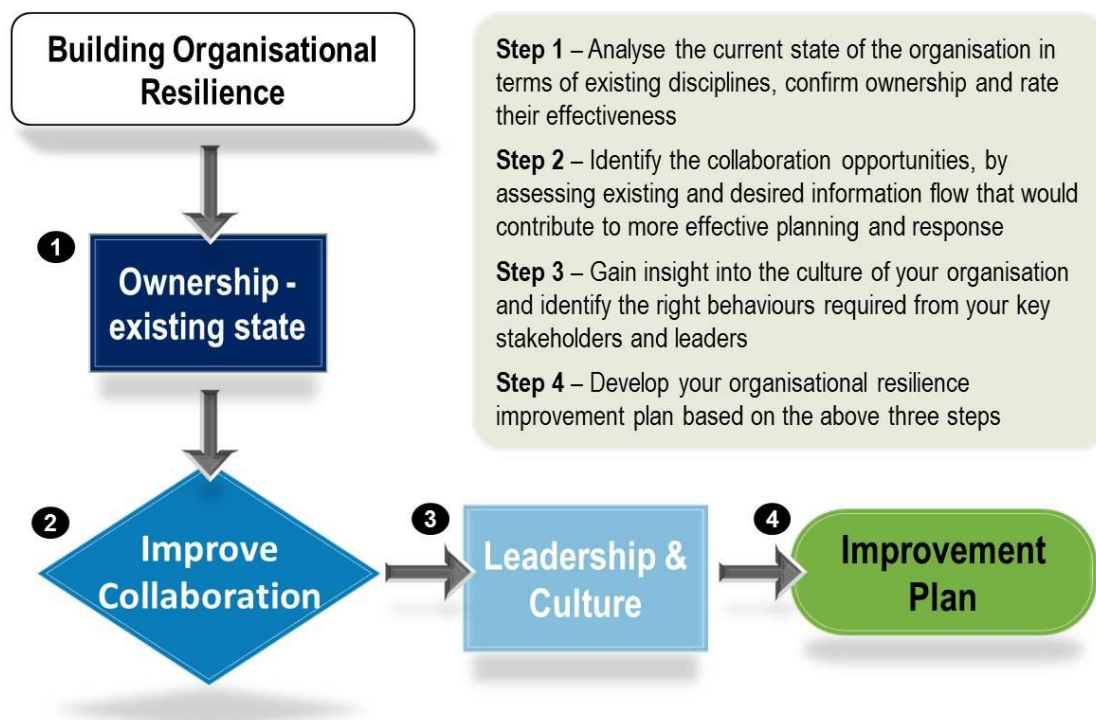 Building Organisational
Resilience
Step 1 – Analyse the current state of the organisation in
terms of existing disciplines, confirm ownership and rate
their effectiveness
Step 2 – Identify the collaboration opportunities, by
assessing existing and desired information flow that would
contribute to more effective planning and response
Step 3 – Gain insight into the culture of your organisation
and identify the right behaviours required from your key
stakeholders and leaders
Step 4 – Develop your organisational resilience
improvement plan based on the above three steps
1
Ownership -
existing state
2
Improve
Collaboration
3
Leadership &
Culture
4
Improvement
Plan